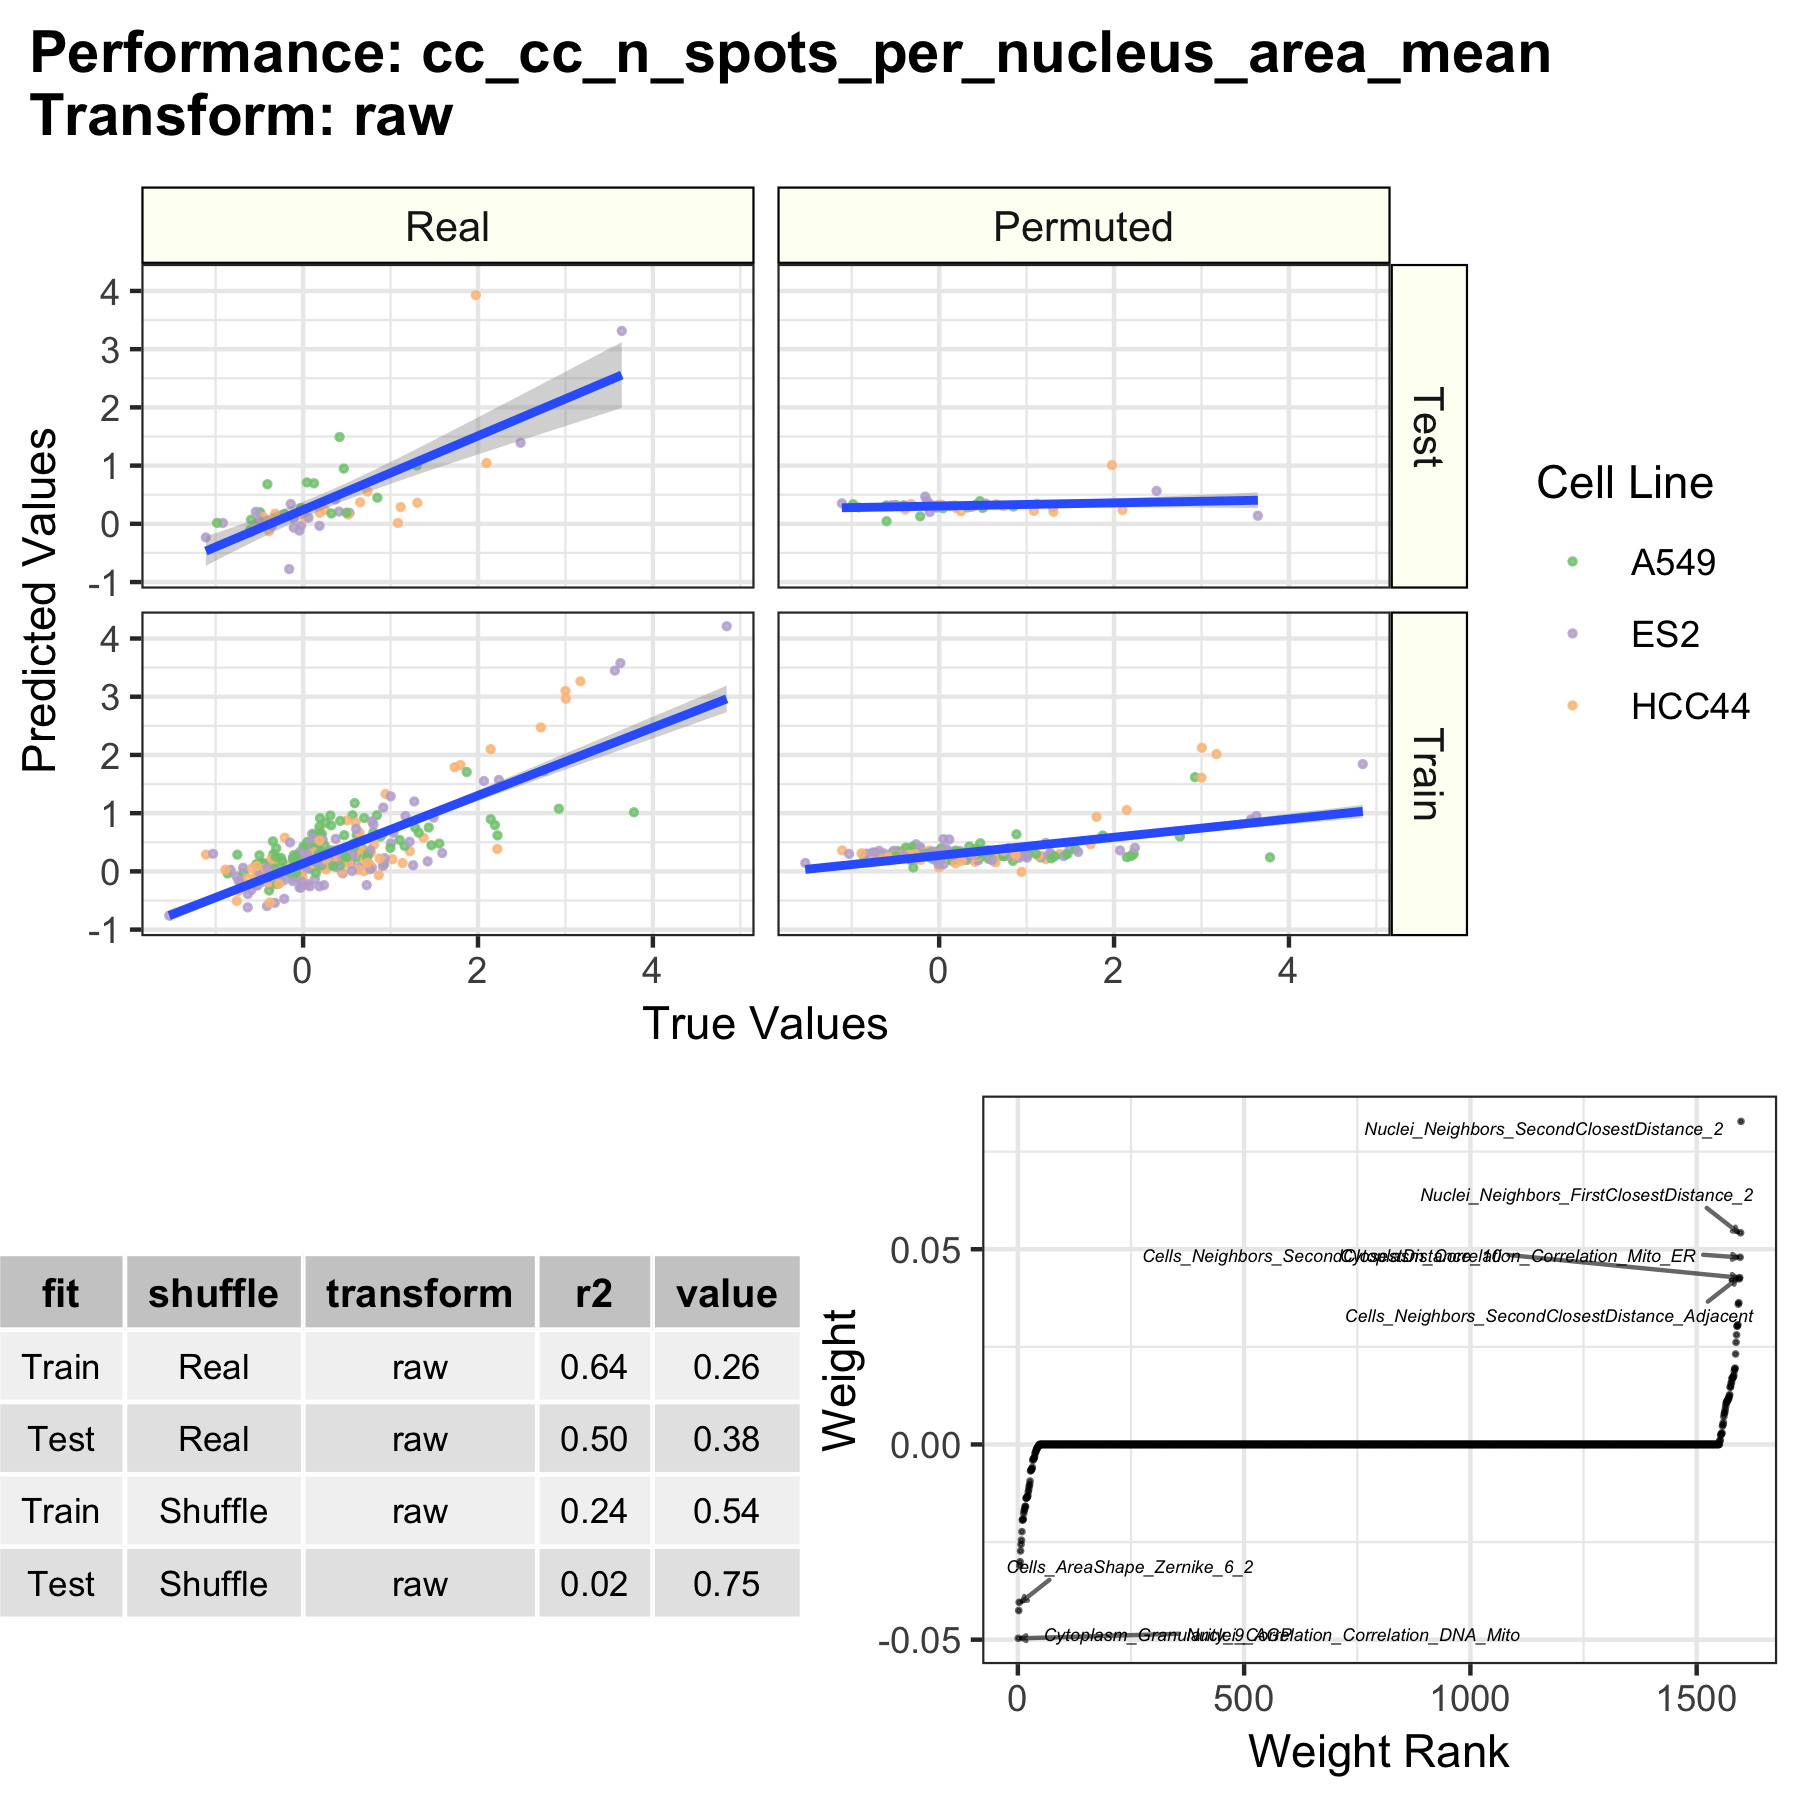 Performance: cc_cc_n_spots_per_nucleus_area_mean
Transform: raw
Real
Permuted
4
3
2
1
0
-1
Test
4
3
2
1
0
-1
Train
Predicted Values
0
2
4
0
2
4
True Values
Cell Line
A549
ES2
HCC44
fit shuffle transform r2 value
Train Real raw 0.64 0.26
Test Real raw 0.50 0.38
Train Shuffle raw 0.24 0.54
Test Shuffle raw 0.02 0.75
Weight
0.05
0.00
-0.05
Nuclei_Neighbors_SecondClosestDistance_2
Nuclei_Neighbors_FirstClosestDistance_2
Cells_Neighbors_SecondClosestDistance_10
Cytoplasm_Correlation_Correlation_Mito_ER
Cells_Neighbors_SecondClosestDistance_Adjacent
Cells_AreaShape_Zernike_6_2
Cytoplasm_Granularity_9_AGP
Nuclei_Correlation_Correlation_DNA_Mito
0
500
1000
1500
Weight Rank